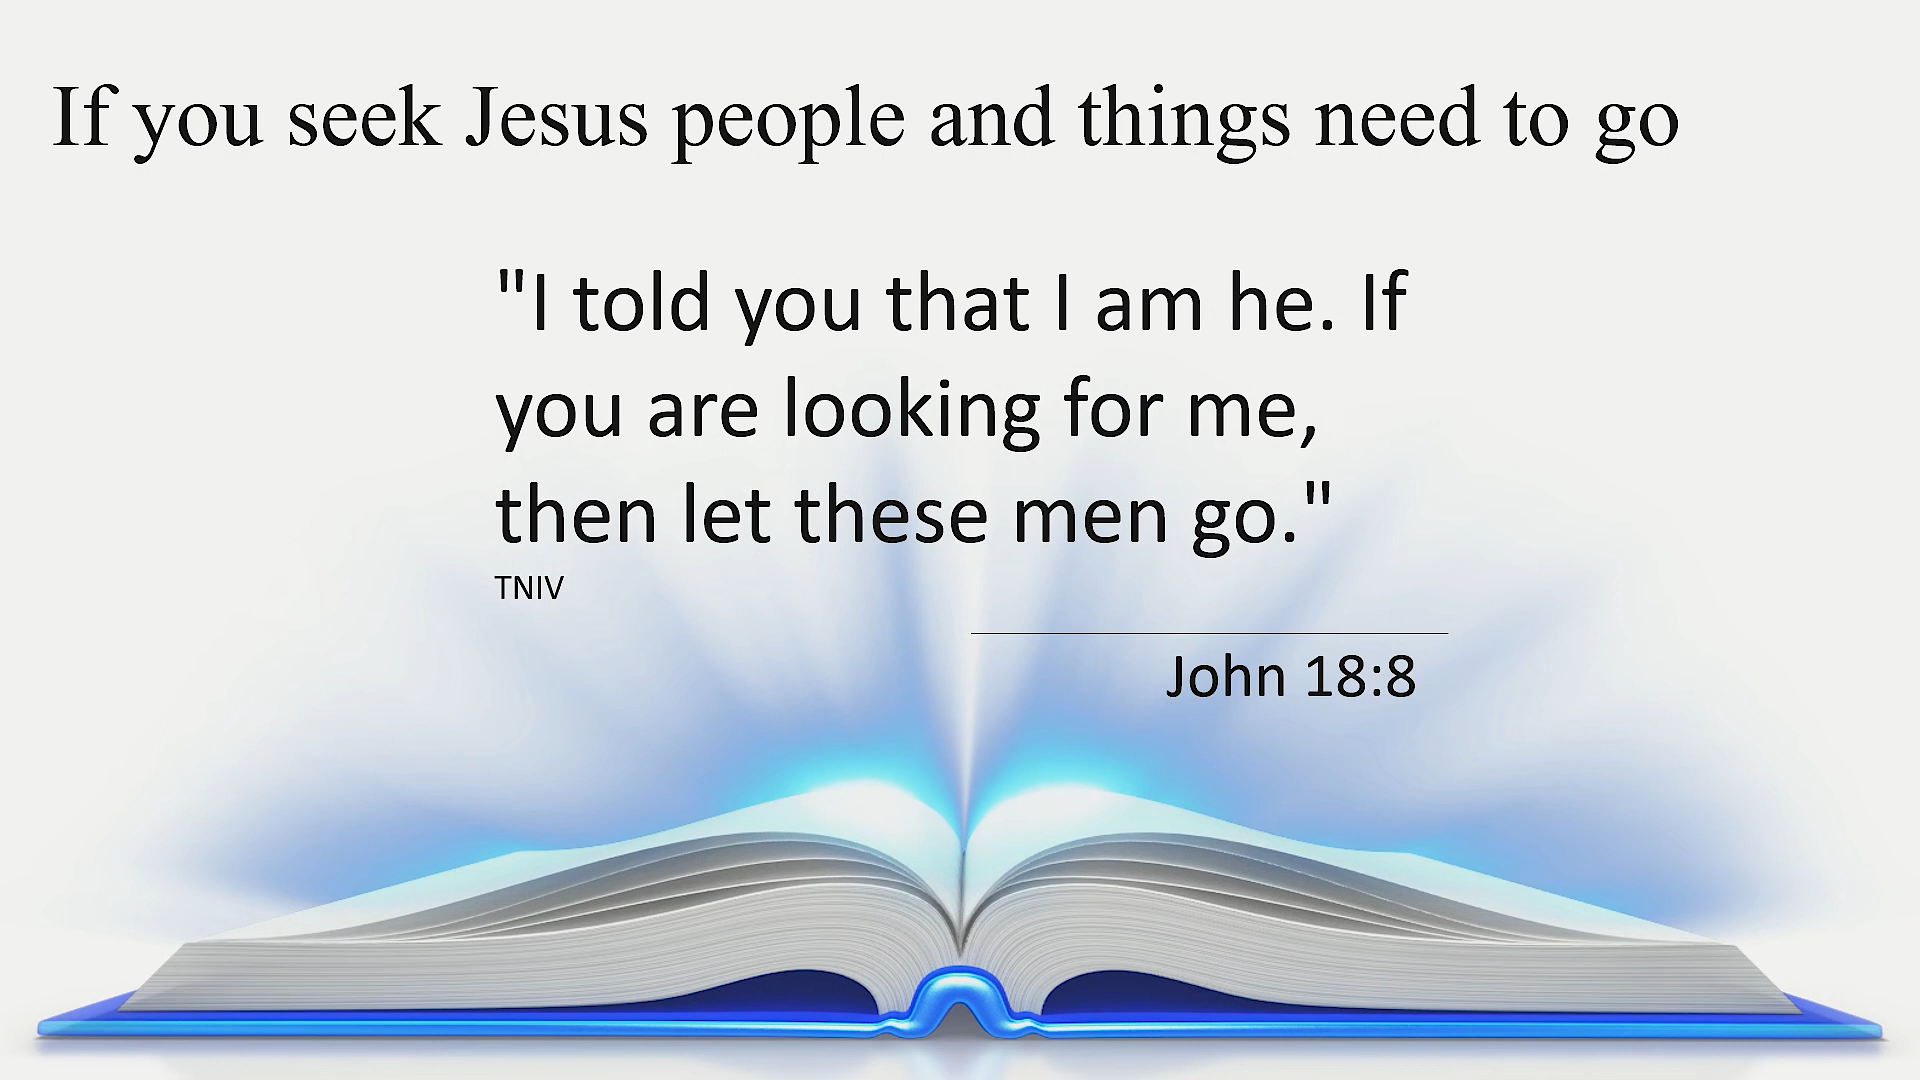 If you seek Jesus people and things need to go
"I told you that I am he. If
you are looking for me,
then let these men go."
TNIV
John 18:8